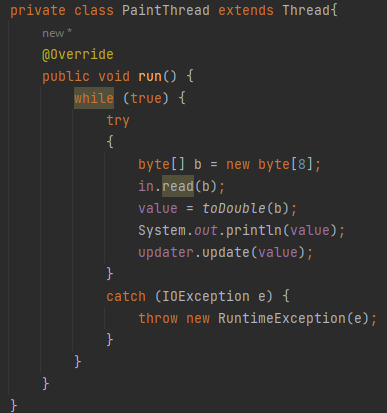 private class PaintThread extends Thread{
new *
@Override
public void run() {
while (true) {
try
{
byte[] b = new byte[8];
in.read(b);
value = toDouble(b);
System.out.println(value);
updater.update(value);
}
catch (IOException e) {
throw new RuntimeException(e);
}
}
}
}